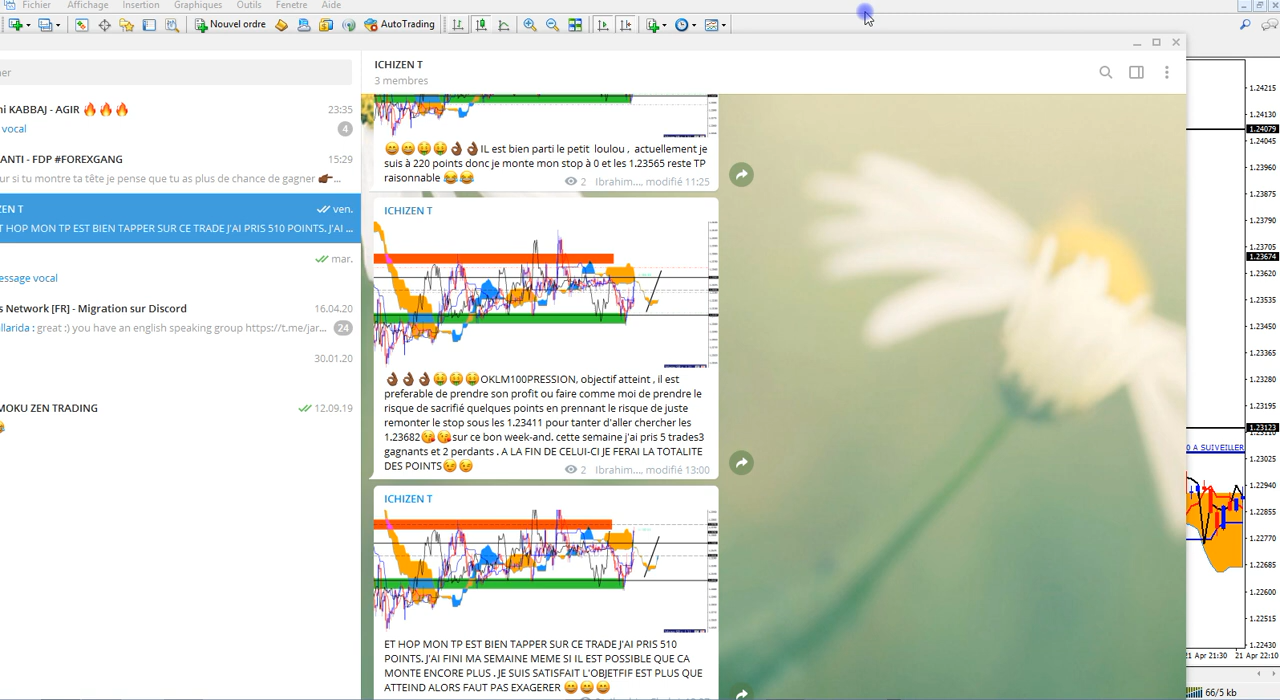 Fichier Affichage Insertion Graphiques Outils Fenetre Aide
Nouvel ordre AutoTrading
er
ICHIZEN T
3 membres
ni KABBAJ - AGIR 🔥🔥🔥 23:35
vocal 4
ANTI - FDP #FOREXGANG 15:29
ur si tu montre ta tête je pense que tu as plus de chance de gagner 👉🏿...
ZEN T ven.
T HOP MON TP EST BIEN TAPPER SUR CE TRADE J'AI PRIS 510 POINTS. J'AI ...
mar.
essage vocal
s Network [FR] - Migration sur Discord 16.04.20
llarida : great :) you have an english speaking group https://t.me/jar... 24
30.01.20
MOKU ZEN TRADING 12.09.19
😄😄🤑🤑👌🏿👌🏿IL est bien parti le petit loulou , actuellement je
suis à 220 points donc je monte mon stop à 0 et les 1.23565 reste TP
raisonnable 😂😂
2 Ibrahim.... modifié 11:25
ICHIZEN T
👌🏿👌🏿👌🏿🤑🤑🤑OKLM100PRESSION, objectif atteint , il est
preferable de prendre son profit ou faire comme moi de prendre le
risque de sacrifié quelques points en prennant le risque de juste
remonter le stop sous les 1.23411 pour tanter d'aller chercher les
1.23682😘😘sur ce bon week-and. cette semaine j'ai pris 5 trades3
gagnants et 2 perdants . A LA FIN DE CELUI-CI JE FERAI LA TOTALITE
DES POINTS😉😉
2 Ibrahim.... modifié 13:00
ICHIZEN T
ET HOP MON TP EST BIEN TAPPER SUR CE TRADE J'AI PRIS 510
POINTS. J'AI FINI MA SEMAINE MEME SI IL EST POSSIBLE QUE CA
MONTE ENCORE PLUS , JE SUIS SATISFAIT L'OBJETFIF EST PLUS QUE
ATTEIND ALORS FAUT PAS EXAGERER 😄😄😄
1.24215
1.24130
1.24079
1.24045
1.23960
1.23875
1.23790
1.23705
1.23674
1.23620
1.23535
1.23450
1.23365
1.23280
1.23195
1.23123
O A SUIVEILLER
1.23025
1.22940
1.22855
1.22770
1.22685
1.22600
1.22515
1.22430
21 Apr 21:30 21 Apr 22:10
66/5 kb